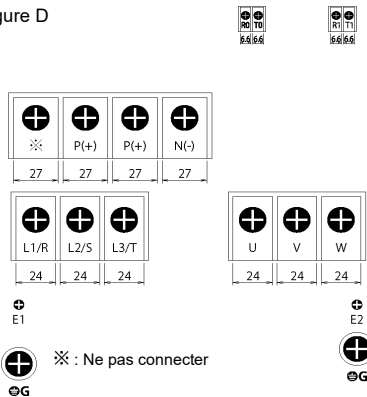 gure D
R0 T0 R1 T1
6.6 6.6 6.6 6.6
※ P(+) P(+) N(-)
27 27 27 27
L1/R L2/S L3/T U V W
24 24 24 24 24 24
E1 E2
※ : Ne pas connecter
G G